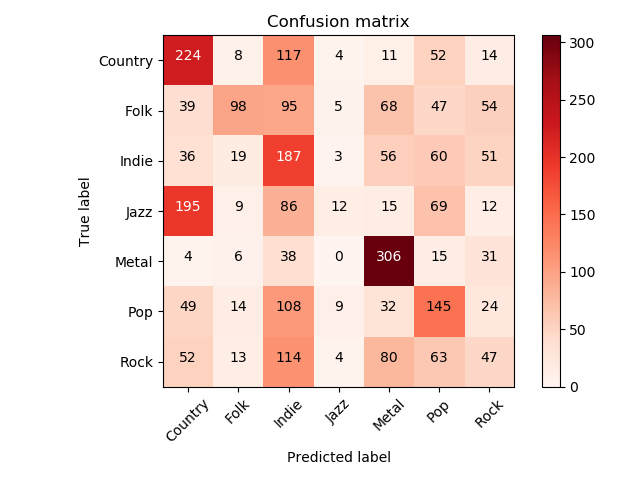 Confusion matrix
True label
Country 224 8 117 4 11 52 14
Folk 39 98 95 5 68 47 54
Indie 36 19 187 3 56 60 51
Jazz 195 9 86 12 15 69 12
Metal 4 6 38 0 306 15 31
Pop 49 14 108 9 32 145 24
Rock 52 13 114 4 80 63 47
Country Folk Indie Jazz Metal Pop Rock
Predicted label
300
250
200
150
100
50
0